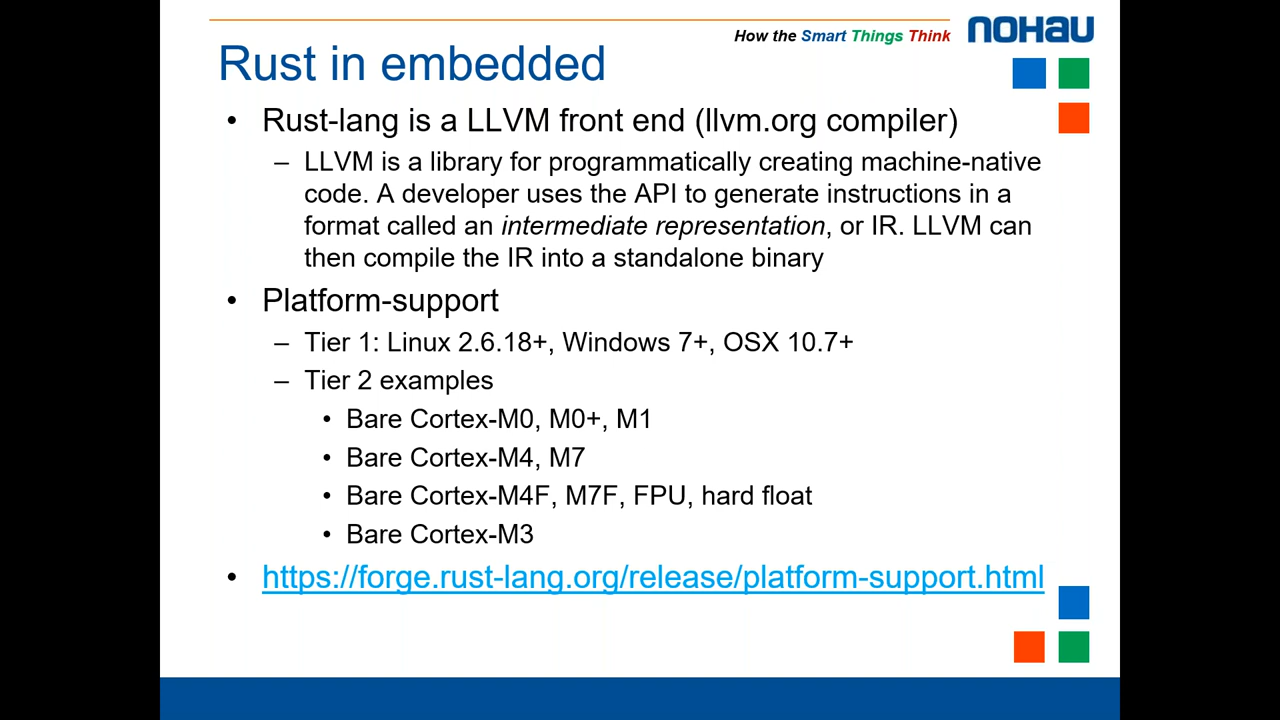 How the Smart Things Think
NOHAU
Rust in embedded
• Rust-lang is a LLVM front end (llvm.org compiler)
– LLVM is a library for programmatically creating machine-native
code. A developer uses the API to generate instructions in a
format called an intermediate representation, or IR. LLVM can
then compile the IR into a standalone binary
• Platform-support
– Tier 1: Linux 2.6.18+, Windows 7+, OSX 10.7+
– Tier 2 examples
• Bare Cortex-M0, M0+, M1
• Bare Cortex-M4, M7
• Bare Cortex-M4F, M7F, FPU, hard float
• Bare Cortex-M3
• https://forge.rust-lang.org/release/platform-support.html